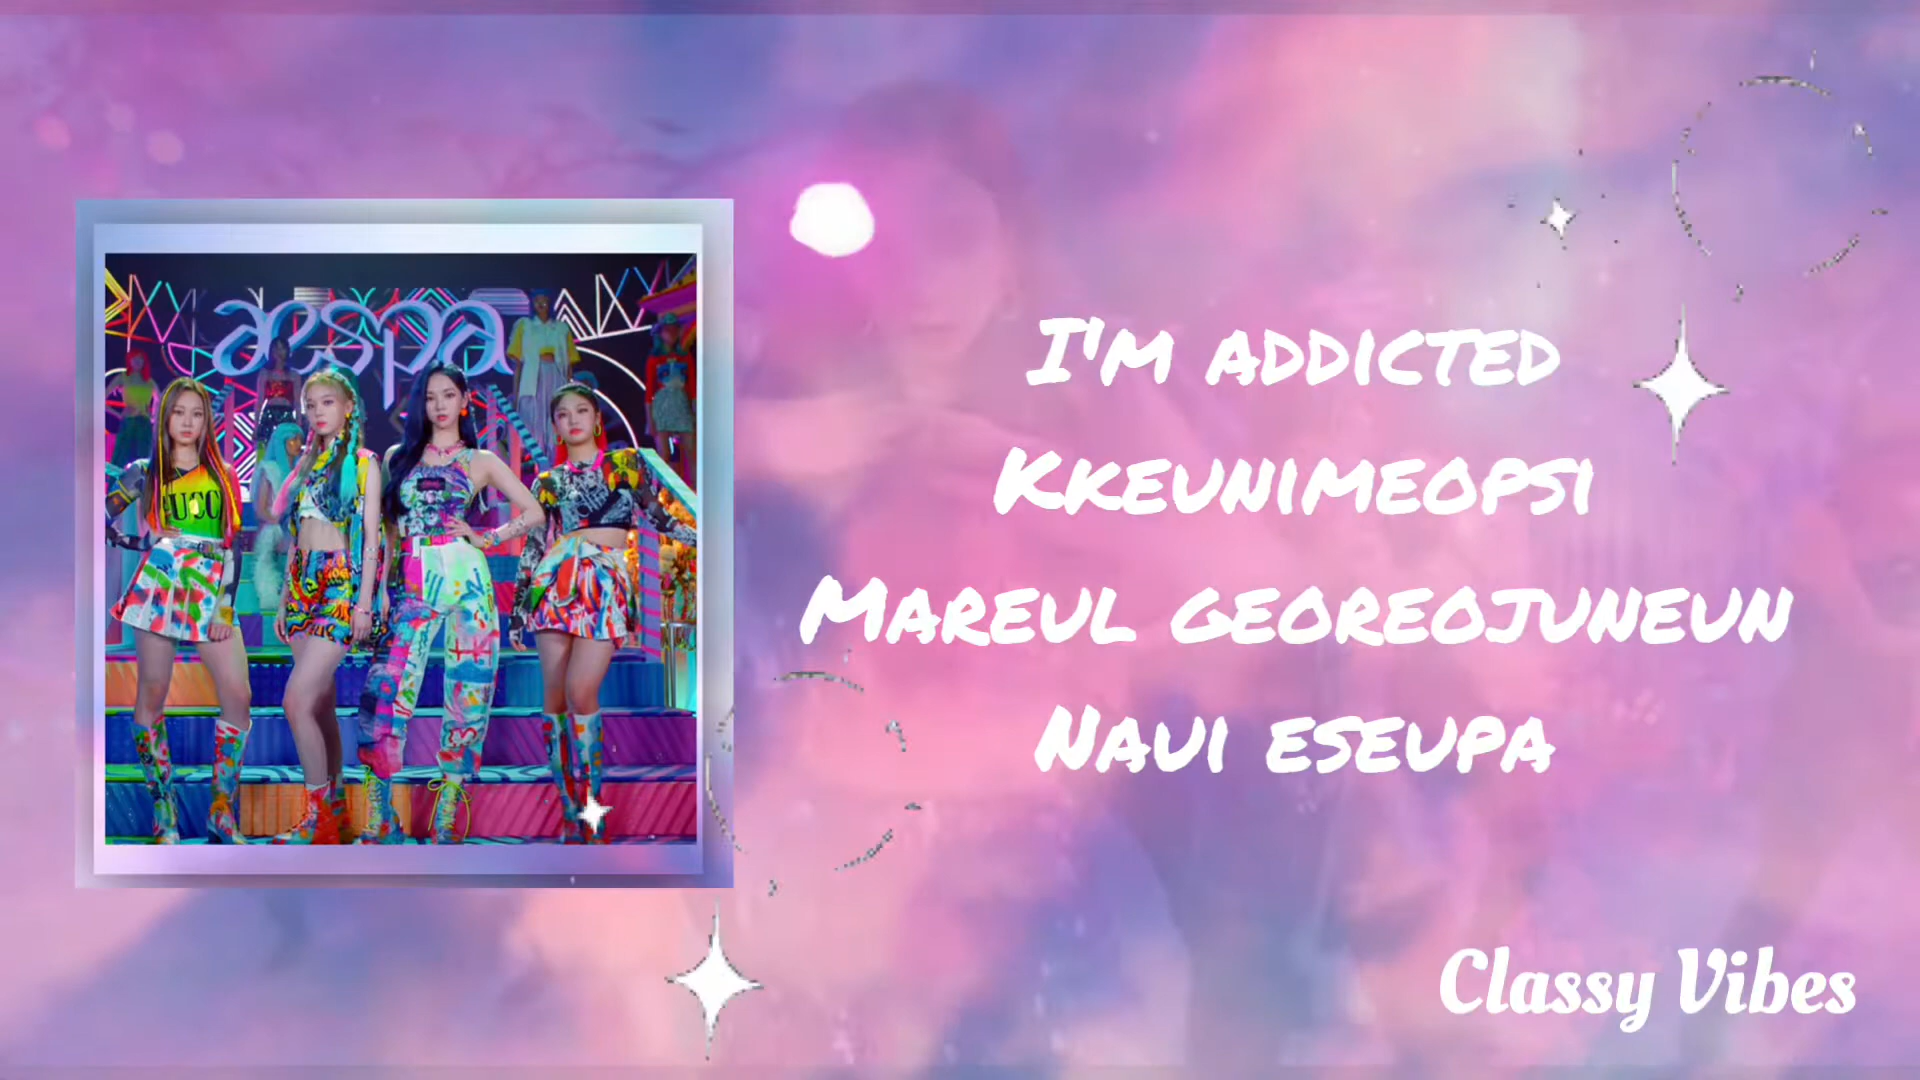 aespa
GUCCI
I'm addicted
Kkeunimeopsi
Mareul georeojuneun
Naui eseupa
Classy Vibes